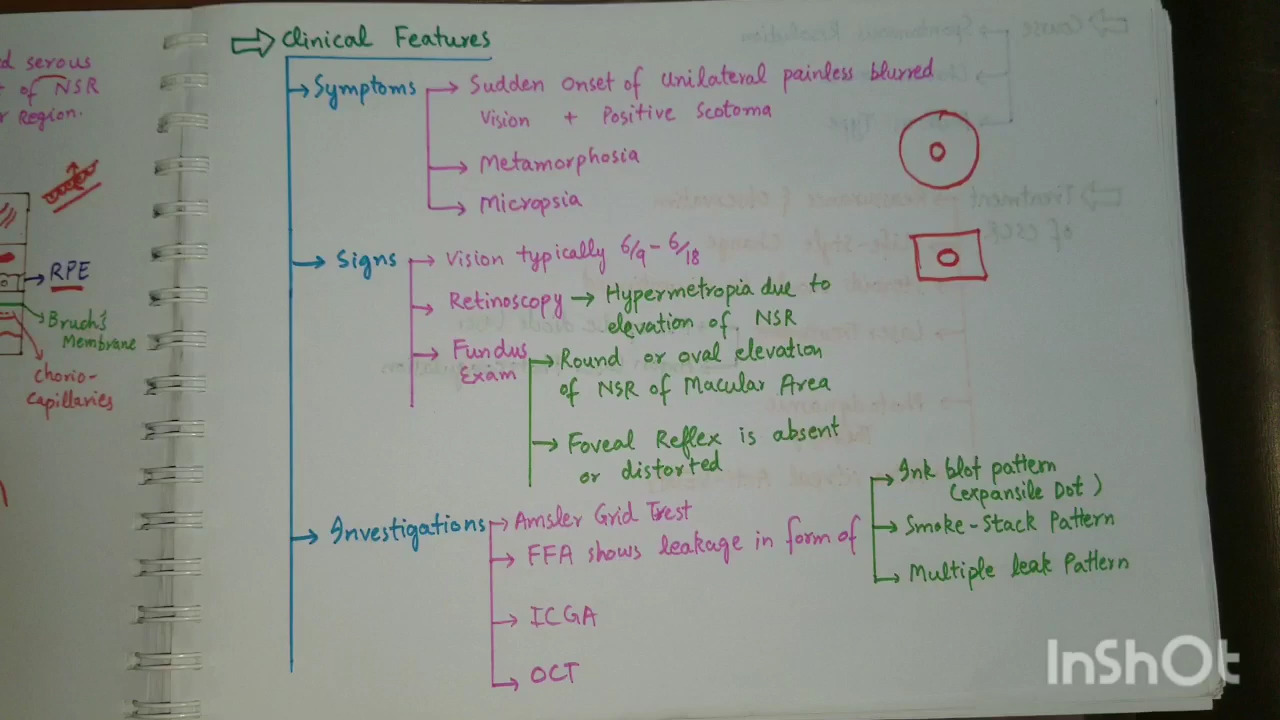 d serous
t of NSR
r Region.
RPE
Bruch's
Membrane
Chorio-
Capillaries
Clinical Features
Symptoms
Sudden onset of unilateral painless blurred
Vision + Positive Scotoma
Metamorphosia
Micropsia
Signs
Vision typically 6/9 - 6/18
Retinoscopy → Hypermetropia due to
elevation of NSR
Fundus
Exam
Round or oval elevation
of NSR of Macular Area
Foveal Reflex is absent
or distorted
Investigations
Amsler Grid Trest
FFA shows leakage in form of
Ink blot pattern
(expansile Dot)
Smoke-Stack Pattern
Multiple leak Pattern
ICGA
OCT
InShOt